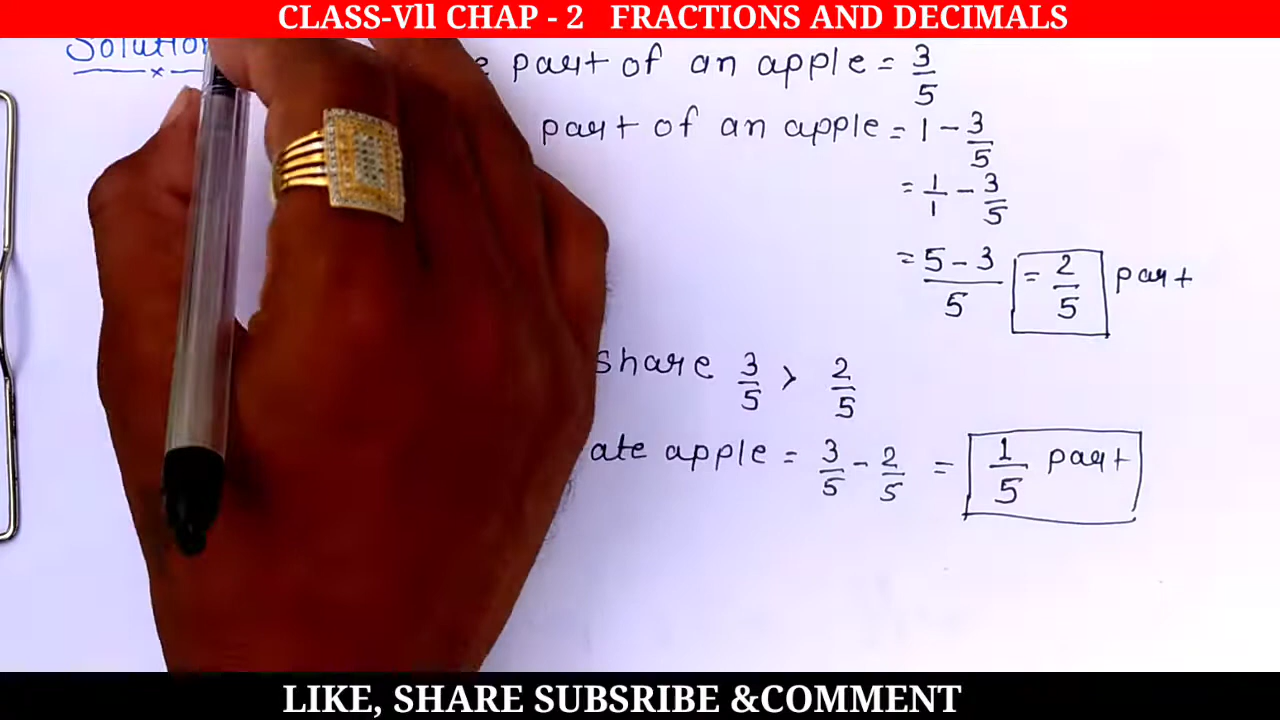 CLASS-Vll CHAP - 2 FRACTIONS AND DECIMALS
Solution
part of an apple = 3/5
part of an apple = 1 - 3/5
= 1/1 - 3/5
= 5 - 3/5 = 2/5 part
share 3/5 > 2/5
ate apple = 3/5 - 2/5 = 1/5 part
LIKE, SHARE SUBSRIBE &COMMENT